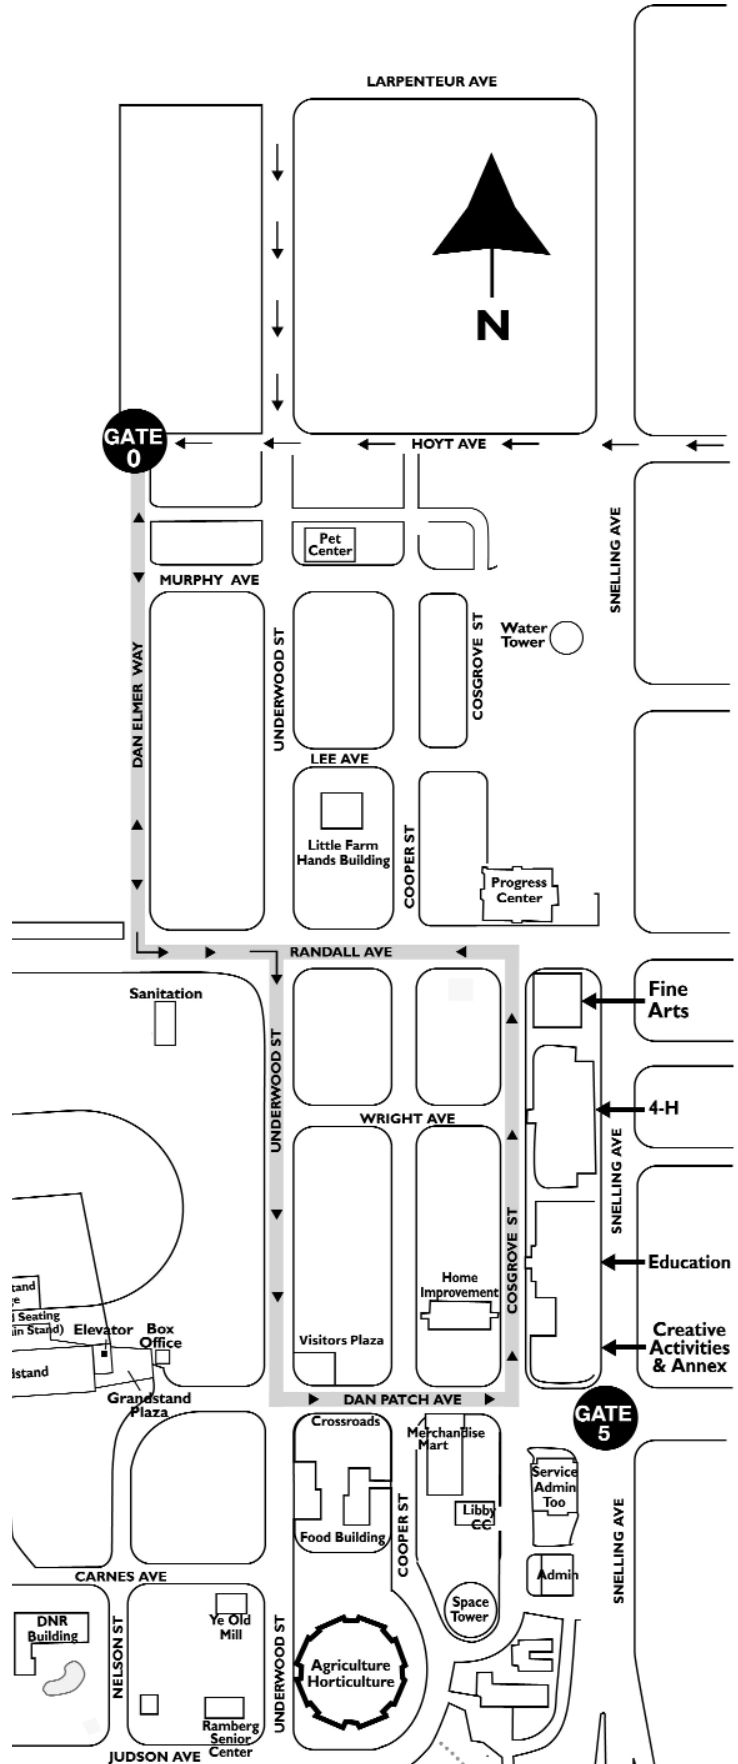 LARPENTEUR AVE
N
GATE
0
HOYT AVE
Pet
Center
MURPHY AVE
SNELLING AVE
DAN ELMER WAY
UNDERWOOD ST
COSGROVE ST
Water
Tower
LEE AVE
Little Farm
Hands Building
COOPER ST
Progress
Center
RANDALL AVE
Sanitation
Fine
Arts
UNDERWOOD ST
WRIGHT AVE
4-H
SNELLING AVE
COSGROVE ST
Education
Home
Improvement
tand
ge
d Seating
in Stand)
Elevator
Box
Office
Visitors Plaza
Creative
Activities
& Annex
dstand
Grandstand
Plaza
DAN PATCH AVE
GATE
5
Crossroads
Merchandise
Mart
Service
Admin
Too
Libby
CC
Food Building
COOPER ST
SNELLING AVE
CARNES AVE
Admin
DNR
Building
NELSON ST
Ye Old
Mill
UNDERWOOD ST
Space
Tower
Agriculture
Horticulture
Ramberg
Senior
Center
JUDSON AVE